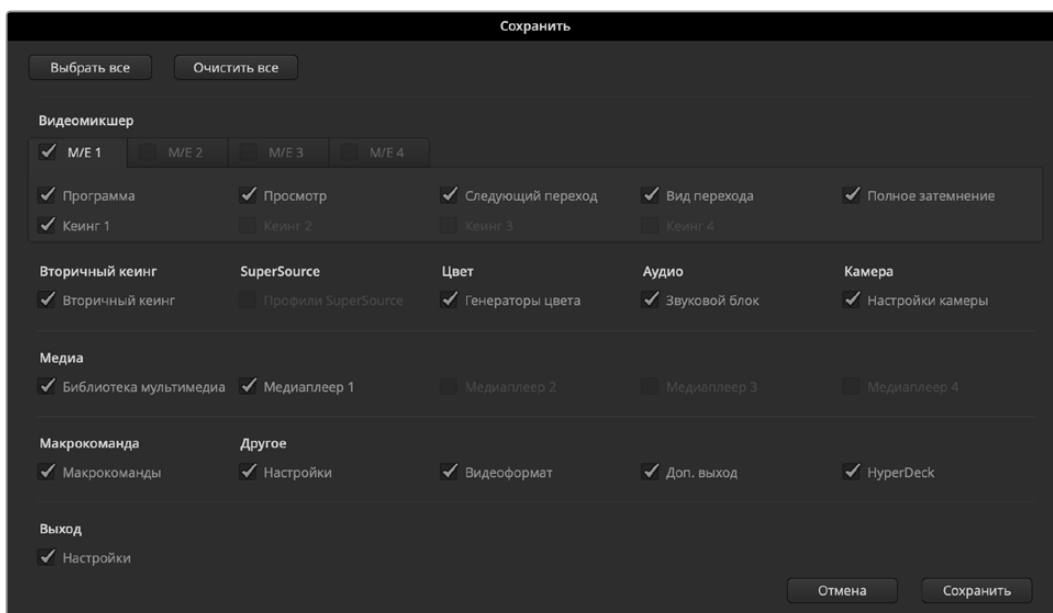 Сохранить
Выбрать все Очистить все
Видеомикшер
M/E 1 M/E 2 M/E 3 M/E 4
Программа Просмотр Следующий переход Вид перехода Полное затемнение
Кеинг 1 Кеинг 2 Кеинг 3 Кеинг 4
Вторичный кеинг SuperSource Цвет Аудио Камера
Вторичный кеинг Профили SuperSource Генераторы цвета Звуковой блок Настройки камеры
Медиа
Библиотека мультимедиа Медиаплеер 1 Медиаплеер 2 Медиаплеер 3 Медиаплеер 4
Макрокоманда Другое
Макрокоманды Настройки Видеоформат Доп. выход HyperDeck
Выход
Настройки
Отмена Сохранить